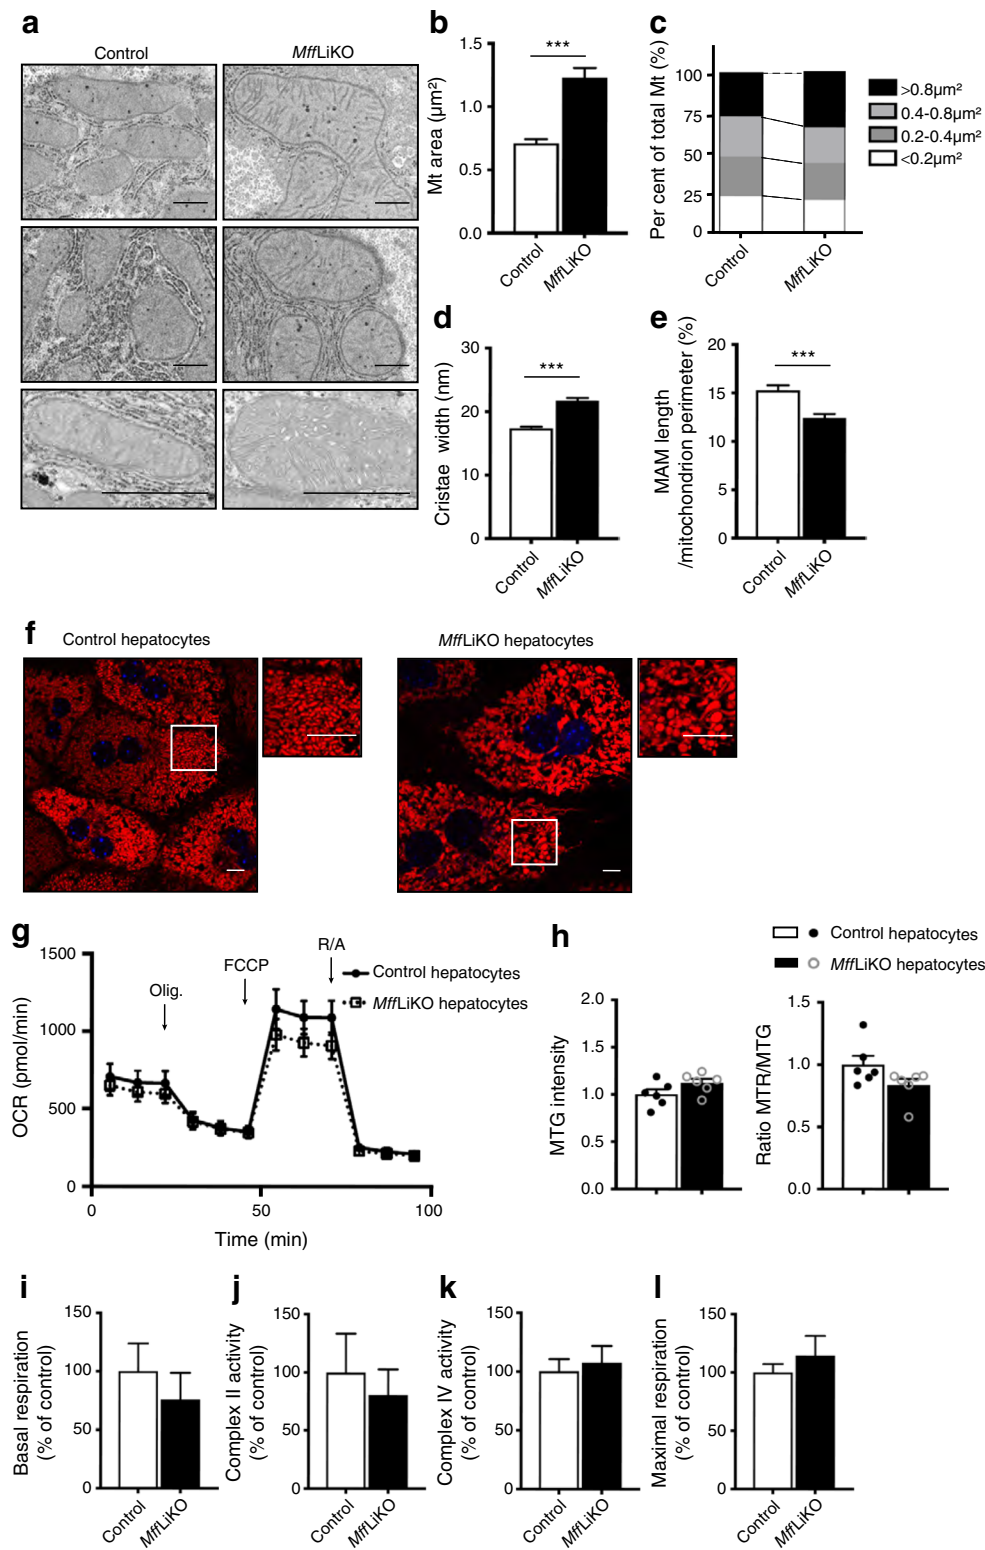 a
Control
MffLiKO
b
Mt area (µm²)
1.5
1.0
0.5
0.0
***
Control
MffLiKO
c
Per cent of total Mt (%)
100
75
50
25
0
Control
MffLiKO
>0.8µm²
0.4-0.8µm²
0.2-0.4µm²
<0.2µm²
d
Cristae width (nm)
30
20
10
0
***
Control
MffLiKO
e
MAM length
/mitochondrion perimeter (%)
20
15
10
5
0
***
Control
MffLiKO
f
Control hepatocytes
MffLiKO hepatocytes
g
OCR (pmol/min)
1500
1000
500
0
Olig.
FCCP
R/A
Control hepatocytes
MffLiKO hepatocytes
0
50
100
Time (min)
h
Control hepatocytes
MffLiKO hepatocytes
MTG intensity
2.0
1.5
1.0
0.5
0.0
Ratio MTR/MTG
1.5
1.0
0.5
0.0
i
Basal respiration
(% of control)
150
100
50
0
Control
MffLiKO
j
Complex II activity
(% of control)
150
100
50
0
Control
MffLiKO
k
Complex IV activity
(% of control)
150
100
50
0
Control
MffLiKO
l
Maximal respiration
(% of control)
150
100
50
0
Control
MffLiKO